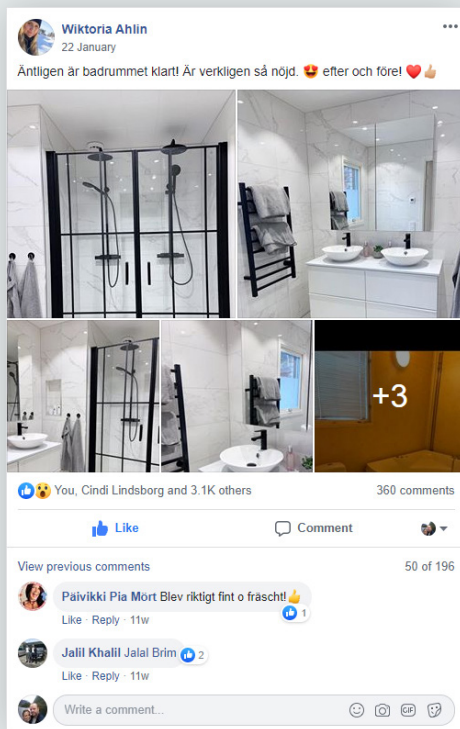 Wiktoria Ahlin
22 January
Äntligen är badrummet klart! Är verkligen så nöjd. 😍 efter och före! ❤️👍🏼
+3
You, Cindi Lindsborg and 3.1K others 360 comments
Like Comment
View previous comments 50 of 196
Päivikki Pia Mört Blev riktigt fint o fräscht!👍
1
Like · Reply · 11w
Jalil Khalil Jalal Brim 2
Like · Reply · 11w
Write a comment... GIF